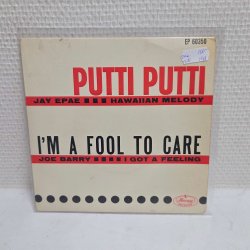 EP 60350
PUTTI PUTTI
JAY EPAE HAWAIIAN MELODY
I'M A FOOL TO CARE
JOE BARRY I GOT A FEELING